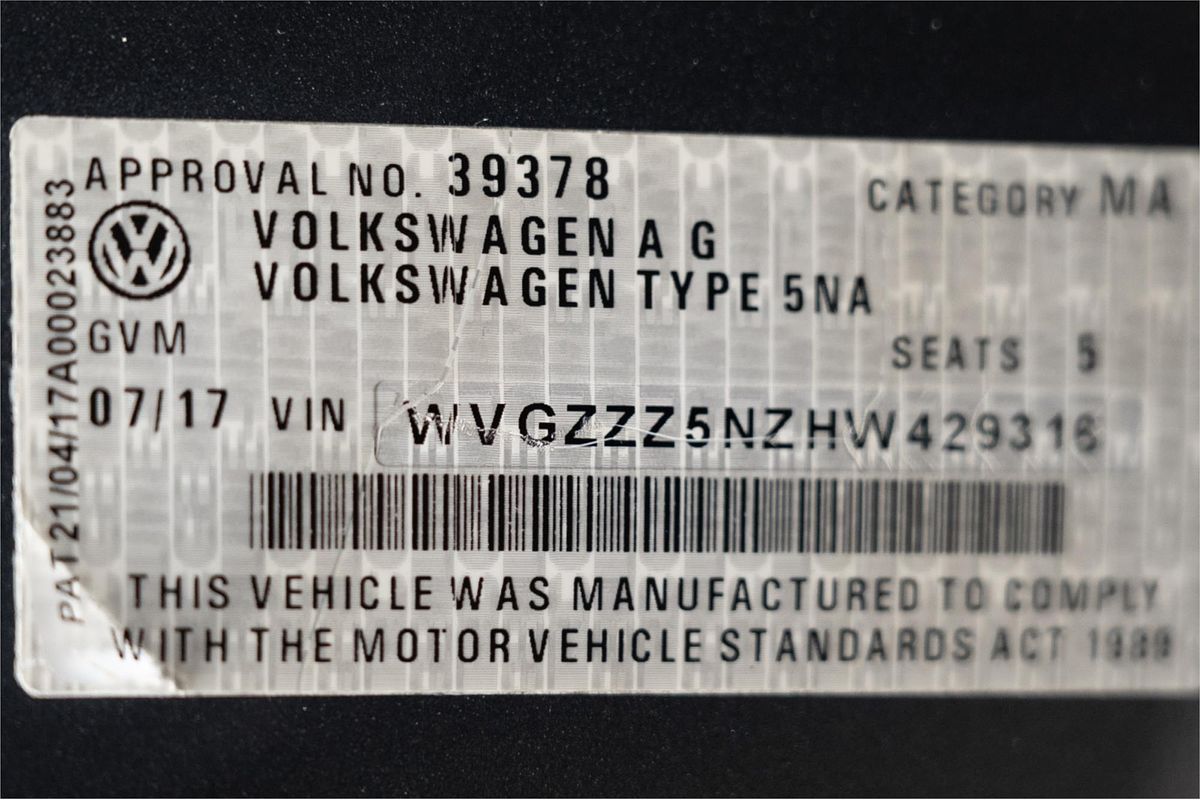 APPROVAL NO. 39378
CATEGORY MA
VOLKSWAGEN A G
VOLKSWAGEN TYPE 5NA
GVM
SEATS 5
07/17 VIN WVGZZZ5NZHW429316
THIS VEHICLE WAS MANUFACTURED TO COMPLY
WITH THE MOTOR VEHICLE STANDARDS ACT 1989
PAT21/04/17A000023883